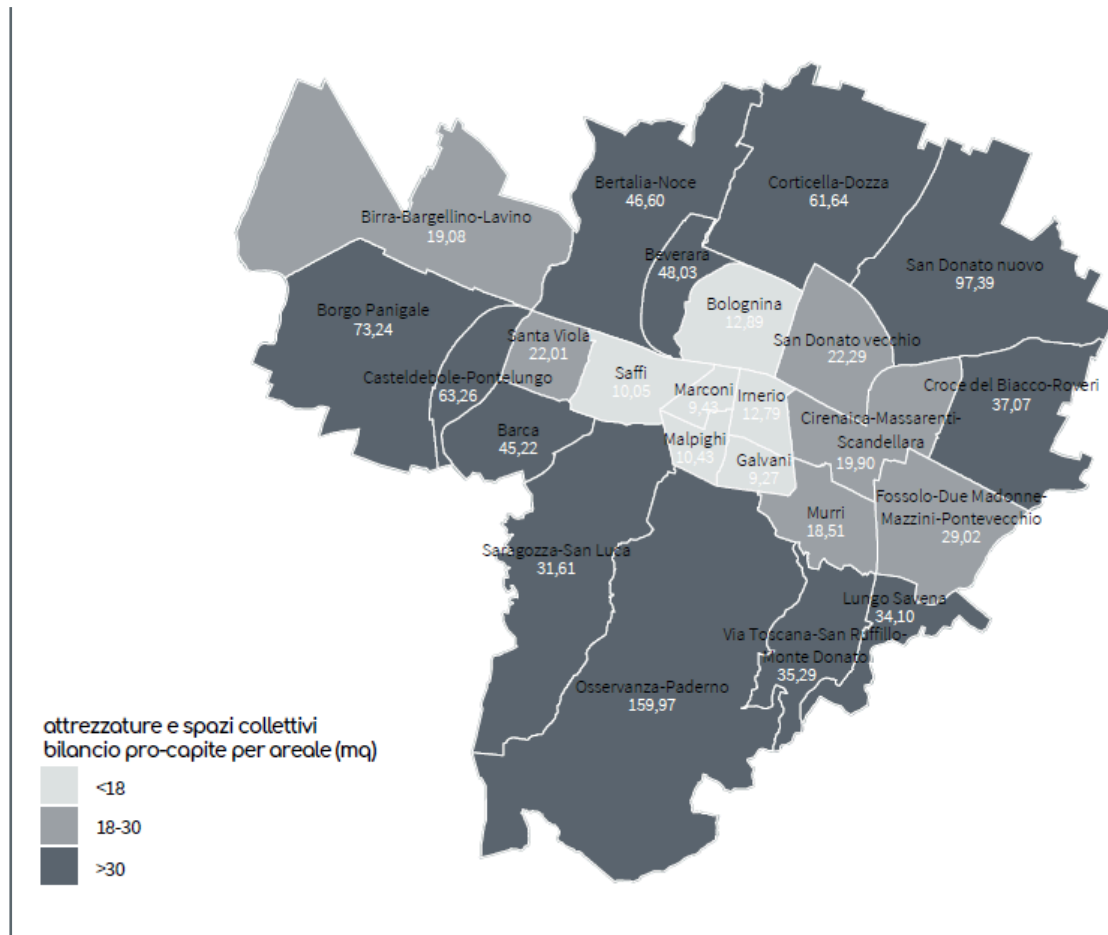 Bertalia-Noce
46,60
Corticella-Dozza
61,64
Birra-Bargellino-Lavino
19,08
Beverara
48,03
San Donato nuovo
97,39
Borgo Panigale
73,24
Bolognina
12,89
Santa Viola
22,01
San Donato vecchio
22,29
Casteldebole-Pontelungo
63,26
Saffi
10,05
Marconi
9,43
Irnerio
12,79
Croce del Biacco-Roveri
37,07
Cirenaica-Massarenti-
Scandellara
19,90
Barca
45,22
Malpighi
10,43
Galvani
9,27
Fossolo-Due Madonne-
Mazzini-Pontevecchio
29,02
Murri
18,51
Saragozza-San Luca
31,61
Lungo Savena
34,10
Via Toscana-San Ruffillo-
Monte Donato
35,29
Osservanza-Paderno
159,97
attrezzature e spazi collettivi
bilancio pro-capite per areale (mq)
<18
18-30
>30